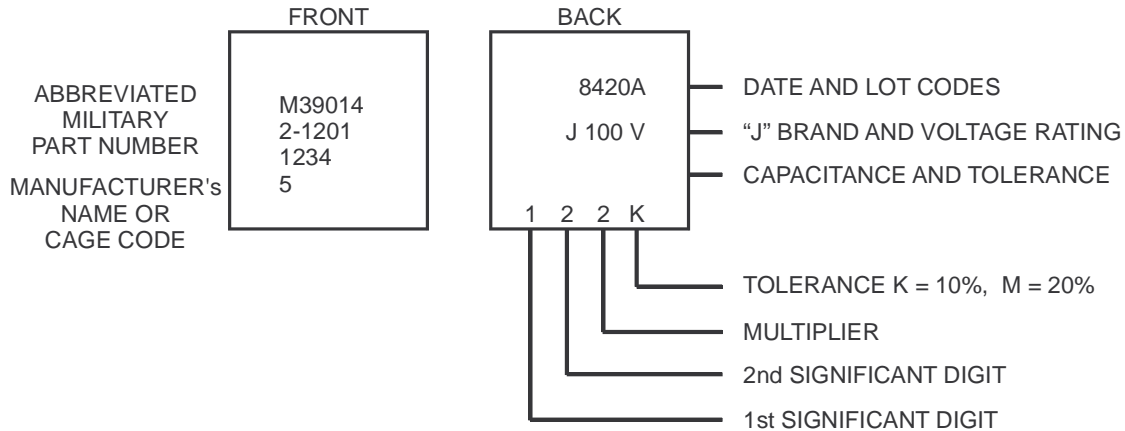 FRONT
ABBREVIATED
MILITARY
PART NUMBER
MANUFACTURER's
NAME OR
CAGE CODE
M39014
2-1201
1234
5
BACK
8420A
J 100 V
1 2 2 K
DATE AND LOT CODES
“J” BRAND AND VOLTAGE RATING
CAPACITANCE AND TOLERANCE
TOLERANCE K = 10%, M = 20%
MULTIPLIER
2nd SIGNIFICANT DIGIT
1st SIGNIFICANT DIGIT